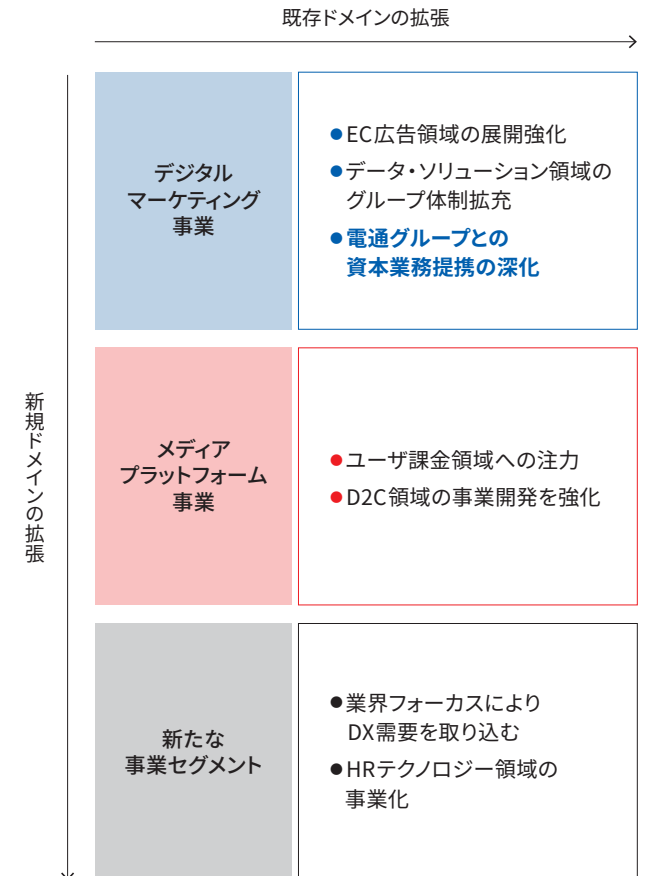 既存ドメインの拡張
新規ドメインの拡張
デジタル
マーケティング
事業
●EC広告領域の展開強化
●データ・ソリューション領域の
グループ体制拡充
●電通グループとの
資本業務提携の深化
メディア
プラットフォーム
事業
●ユーザ課金領域への注力
●D2C領域の事業開発を強化
新たな
事業セグメント
●業界フォーカスにより
DX需要を取り込む
●HRテクノロジー領域の
事業化